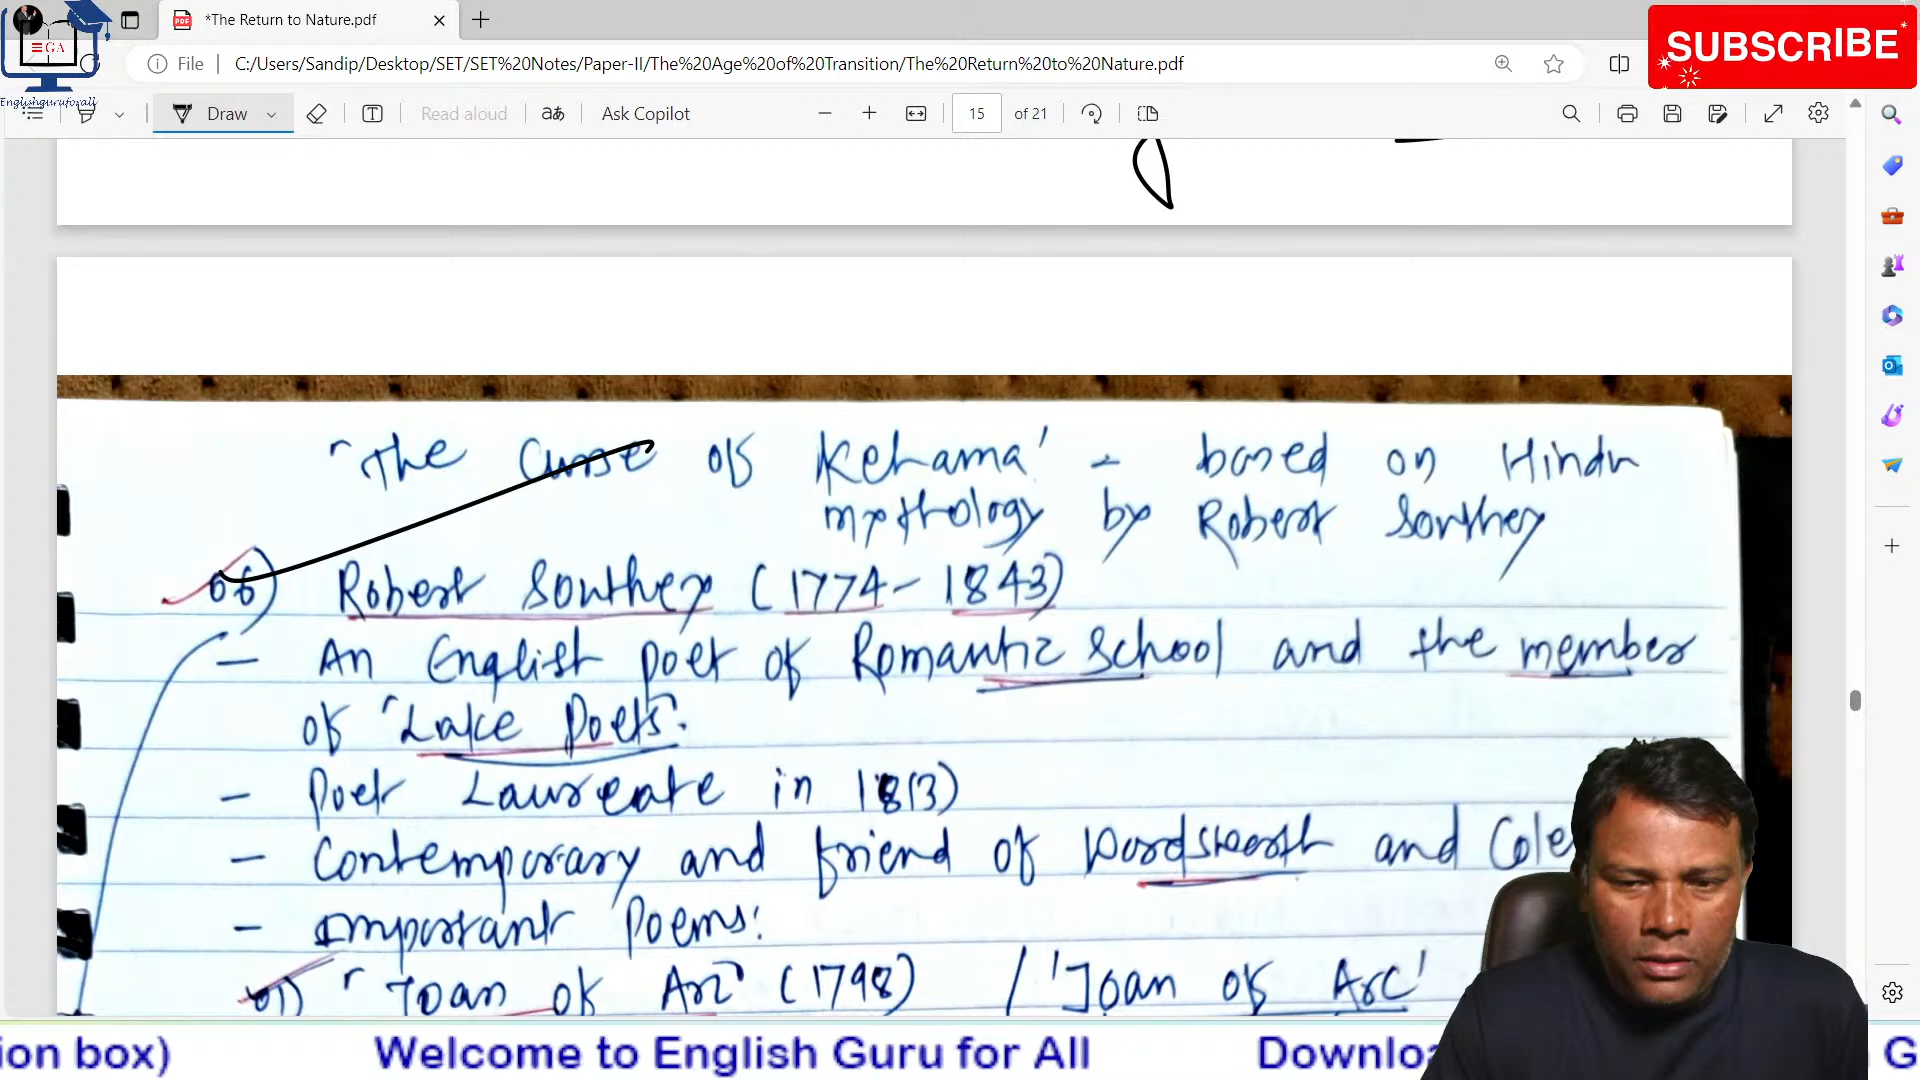 *The Return to Nature.pdf
SUBSCRIBE
GA
Englishguruforall
File
C:/Users/Sandip/Desktop/SET/SET%20Notes/Paper-II/The%20Age%20of%20Transition/The%20Return%20to%20Nature.pdf
Draw
Read aloud
Ask Copilot
15 of 21
'The Curse of Kehama' - based on Hindu
mythology by Robert Southey
06) Robert Southey (1774-1843)
- An English poet of Romantic School and the member
of 'Lake Poets'.
- Poet Laureate in 1813)
- Contemporary and friend of Wordsworth and Cole
- Important Poems:
01) 'Joan of Arc' (1798) / 'Joan of Arc'
ion box) Welcome to English Guru for All Downlo G